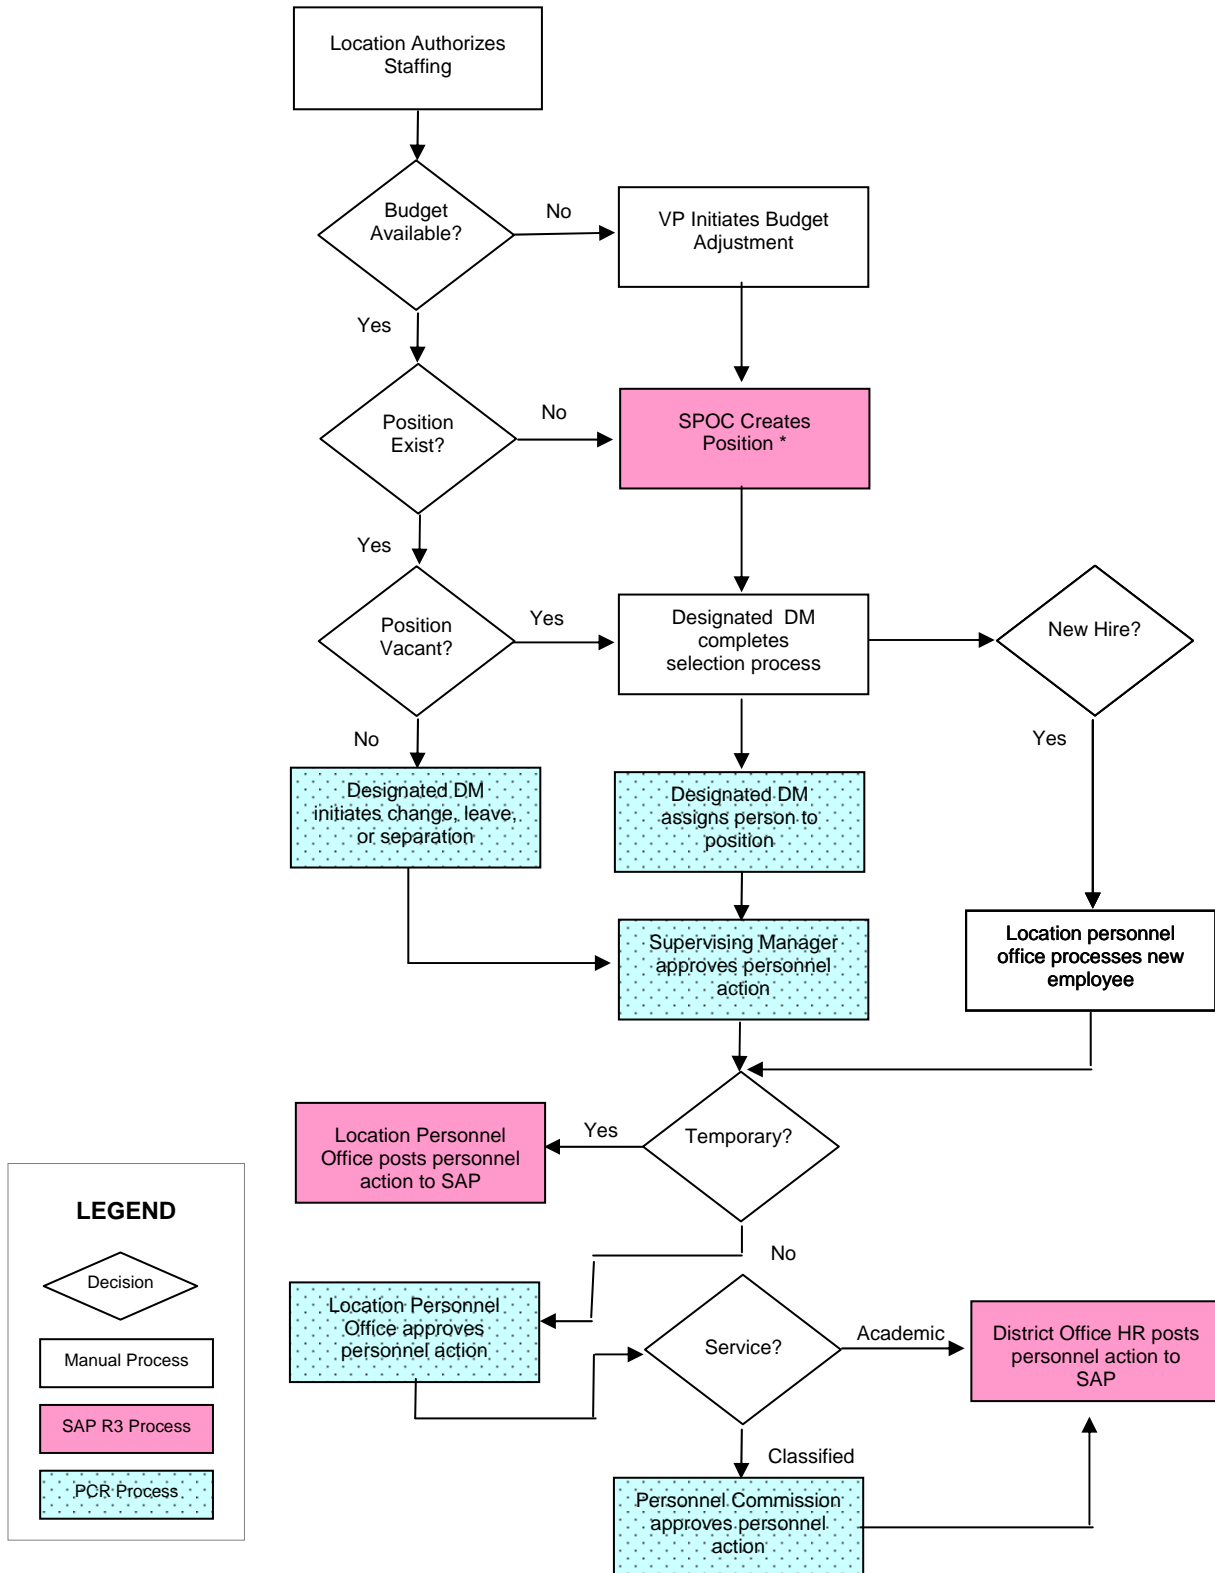 Location Authorizes
Staffing
Budget
Available?
No
VP Initiates Budget
Adjustment
Yes
Position
Exist?
No
SPOC Creates
Position *
Yes
Position
Vacant?
Yes
Designated  DM
completes
selection process
New Hire?
No
Yes
Designated DM
initiates change, leave,
or separation
Designated DM
assigns person to
position
Supervising Manager
approves personnel
action
Location personnel
office processes new
employee
Temporary?
Yes
Location Personnel
Office posts personnel
action to SAP
No
Location Personnel
Office approves
personnel action
Service?
Academic
District Office HR posts
personnel action to
SAP
Classified
Personnel Commission
approves personnel
action
LEGEND
Decision
Manual Process
SAP R3 Process
PCR Process